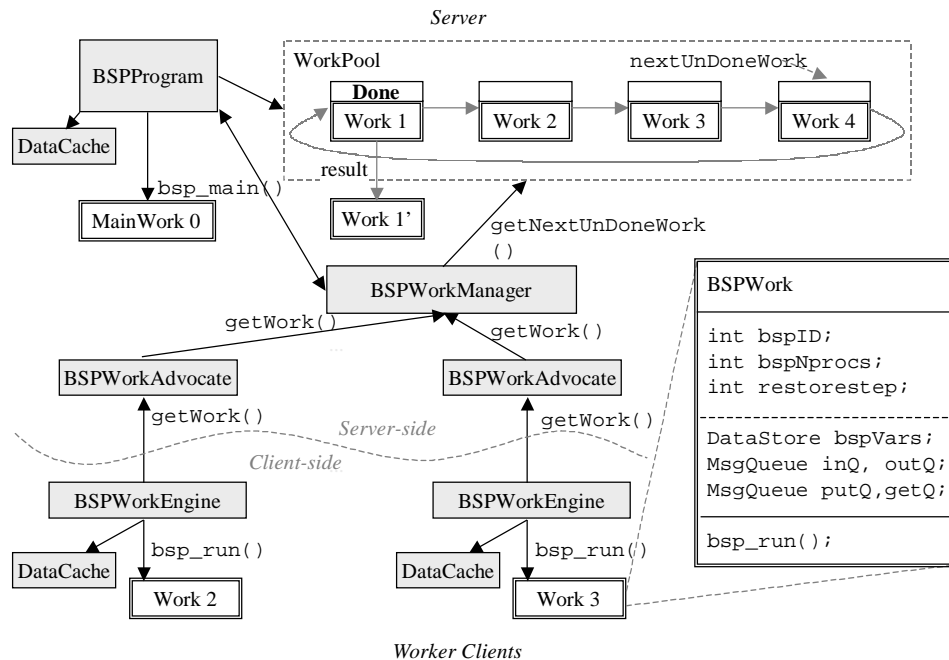 Server
BSPProgram
WorkPool
nextUnDoneWork
Done
Work 1
Work 2
Work 3
Work 4
DataCache
result
bsp_main()
MainWork 0
Work 1’
getNextUnDoneWork
()
BSPWorkManager
getWork()
getWork()
...
BSPWorkAdvocate
BSPWorkAdvocate
getWork()
getWork()
Server-side
Client-side
BSPWorkEngine
BSPWorkEngine
bsp_run()
bsp_run()
DataCache
DataCache
Work 2
Work 3
BSPWork
int bspID;
int bspNprocs;
int restorestep;
DataStore bspVars;
MsgQueue inQ, outQ;
MsgQueue putQ,getQ;
bsp_run();
Worker Clients